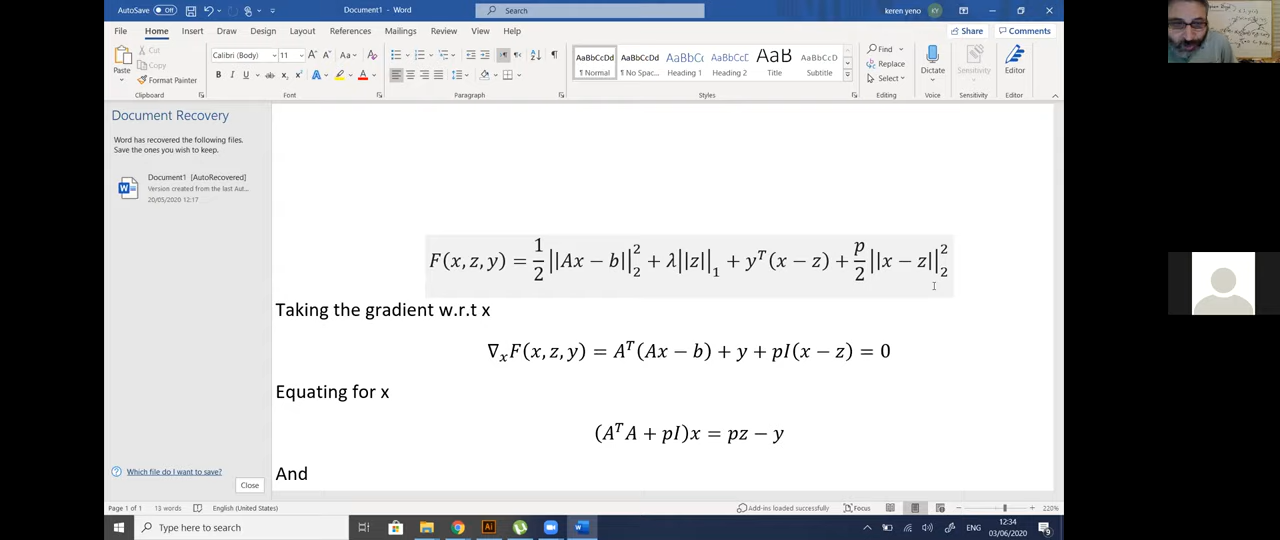 AutoSave Off
Document1 - Word
Search
keren yeno
KY
File Home Insert Draw Design Layout References Mailings Review View Help
Share Comments
Paste
Cut
Copy
Format Painter
Clipboard
Calibri (Body) 11
Font
Paragraph
AaBbCcDd AaBbCcDd AaBbC AaBbCcD AaB AaBbCcD
¶ Normal ¶ No Spac... Heading 1 Heading 2 Title Subtitle
Styles
Find
Replace
Select
Editing
Dictate
Voice
Sensitivity
Sensitivity
Editor
Editor
Document Recovery
Word has recovered the following files.
Save the ones you wish to keep.
Document1 [AutoRecovered]
Version created from the last Aut...
20/05/2020 12:17
Which file do I want to save?
Close
F(x, z, y) = 1/2 ||Ax − b||₂² + λ||z||₁ + yᵀ(x − z) + p/2 ||x − z||₂²
Taking the gradient w.r.t x
∇ₓF(x, z, y) = Aᵀ(Ax − b) + y + pI(x − z) = 0
Equating for x
(AᵀA + pI)x = pz − y
And
Page 1 of 1 13 words English (United States)
Add-ins loaded successfully Focus 220%
Type here to search
ENG
12:34
03/06/2020